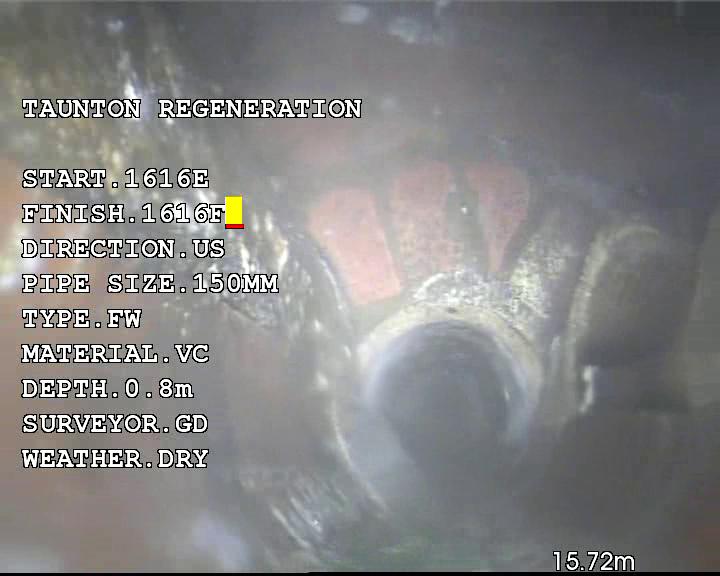 TAUNTON REGENERATION
START.1616E
FINISH.1616F
DIRECTION.US
PIPE SIZE.150MM
TYPE.FW
MATERIAL.VC
DEPTH.0.8m
SURVEYOR.GD
WEATHER.DRY
15.72m